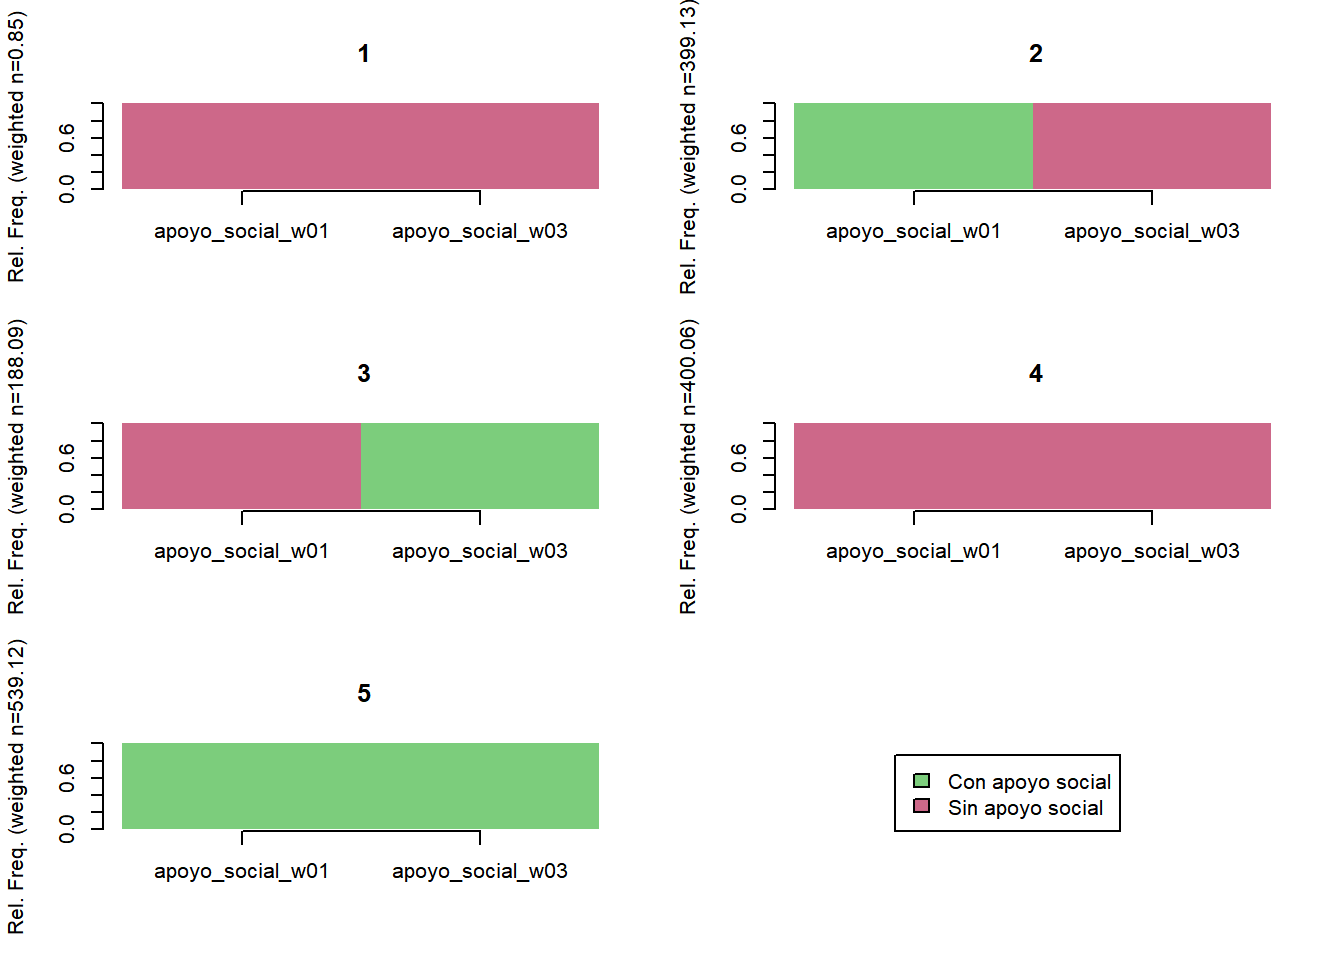 1
Rel. Freq. (weighted n=0.85)
0.6
0.0
apoyo_social_w01 apoyo_social_w03
2
Rel. Freq. (weighted n=399.13)
0.6
0.0
apoyo_social_w01 apoyo_social_w03
3
Rel. Freq. (weighted n=188.09)
0.6
0.0
apoyo_social_w01 apoyo_social_w03
4
Rel. Freq. (weighted n=400.06)
0.6
0.0
apoyo_social_w01 apoyo_social_w03
5
Rel. Freq. (weighted n=539.12)
0.6
0.0
apoyo_social_w01 apoyo_social_w03
Con apoyo social
Sin apoyo social